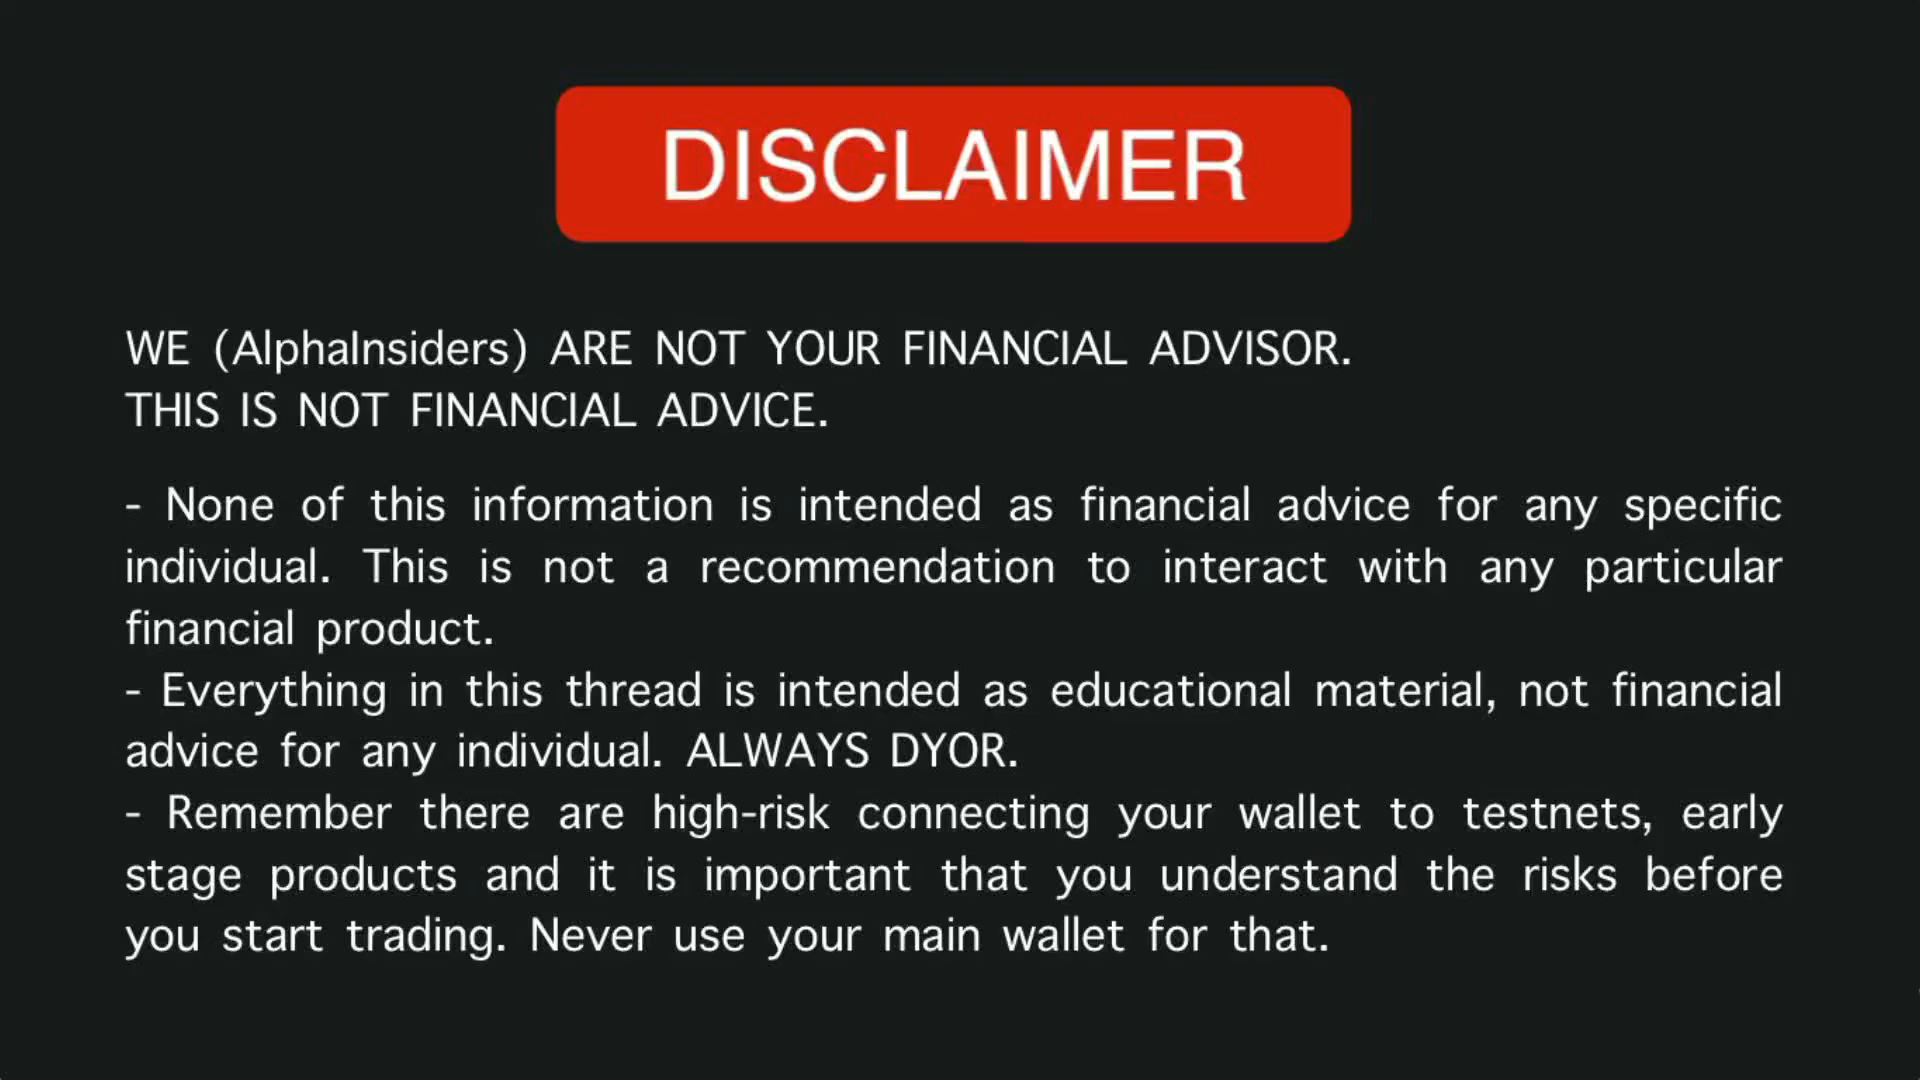 DISCLAIMER
WE (AlphaInsiders) ARE NOT YOUR FINANCIAL ADVISOR.
THIS IS NOT FINANCIAL ADVICE.
- None of this information is intended as financial advice for any specific
individual. This is not a recommendation to interact with any particular
financial product.
- Everything in this thread is intended as educational material, not financial
advice for any individual. ALWAYS DYOR.
- Remember there are high-risk connecting your wallet to testnets, early
stage products and it is important that you understand the risks before
you start trading. Never use your main wallet for that.